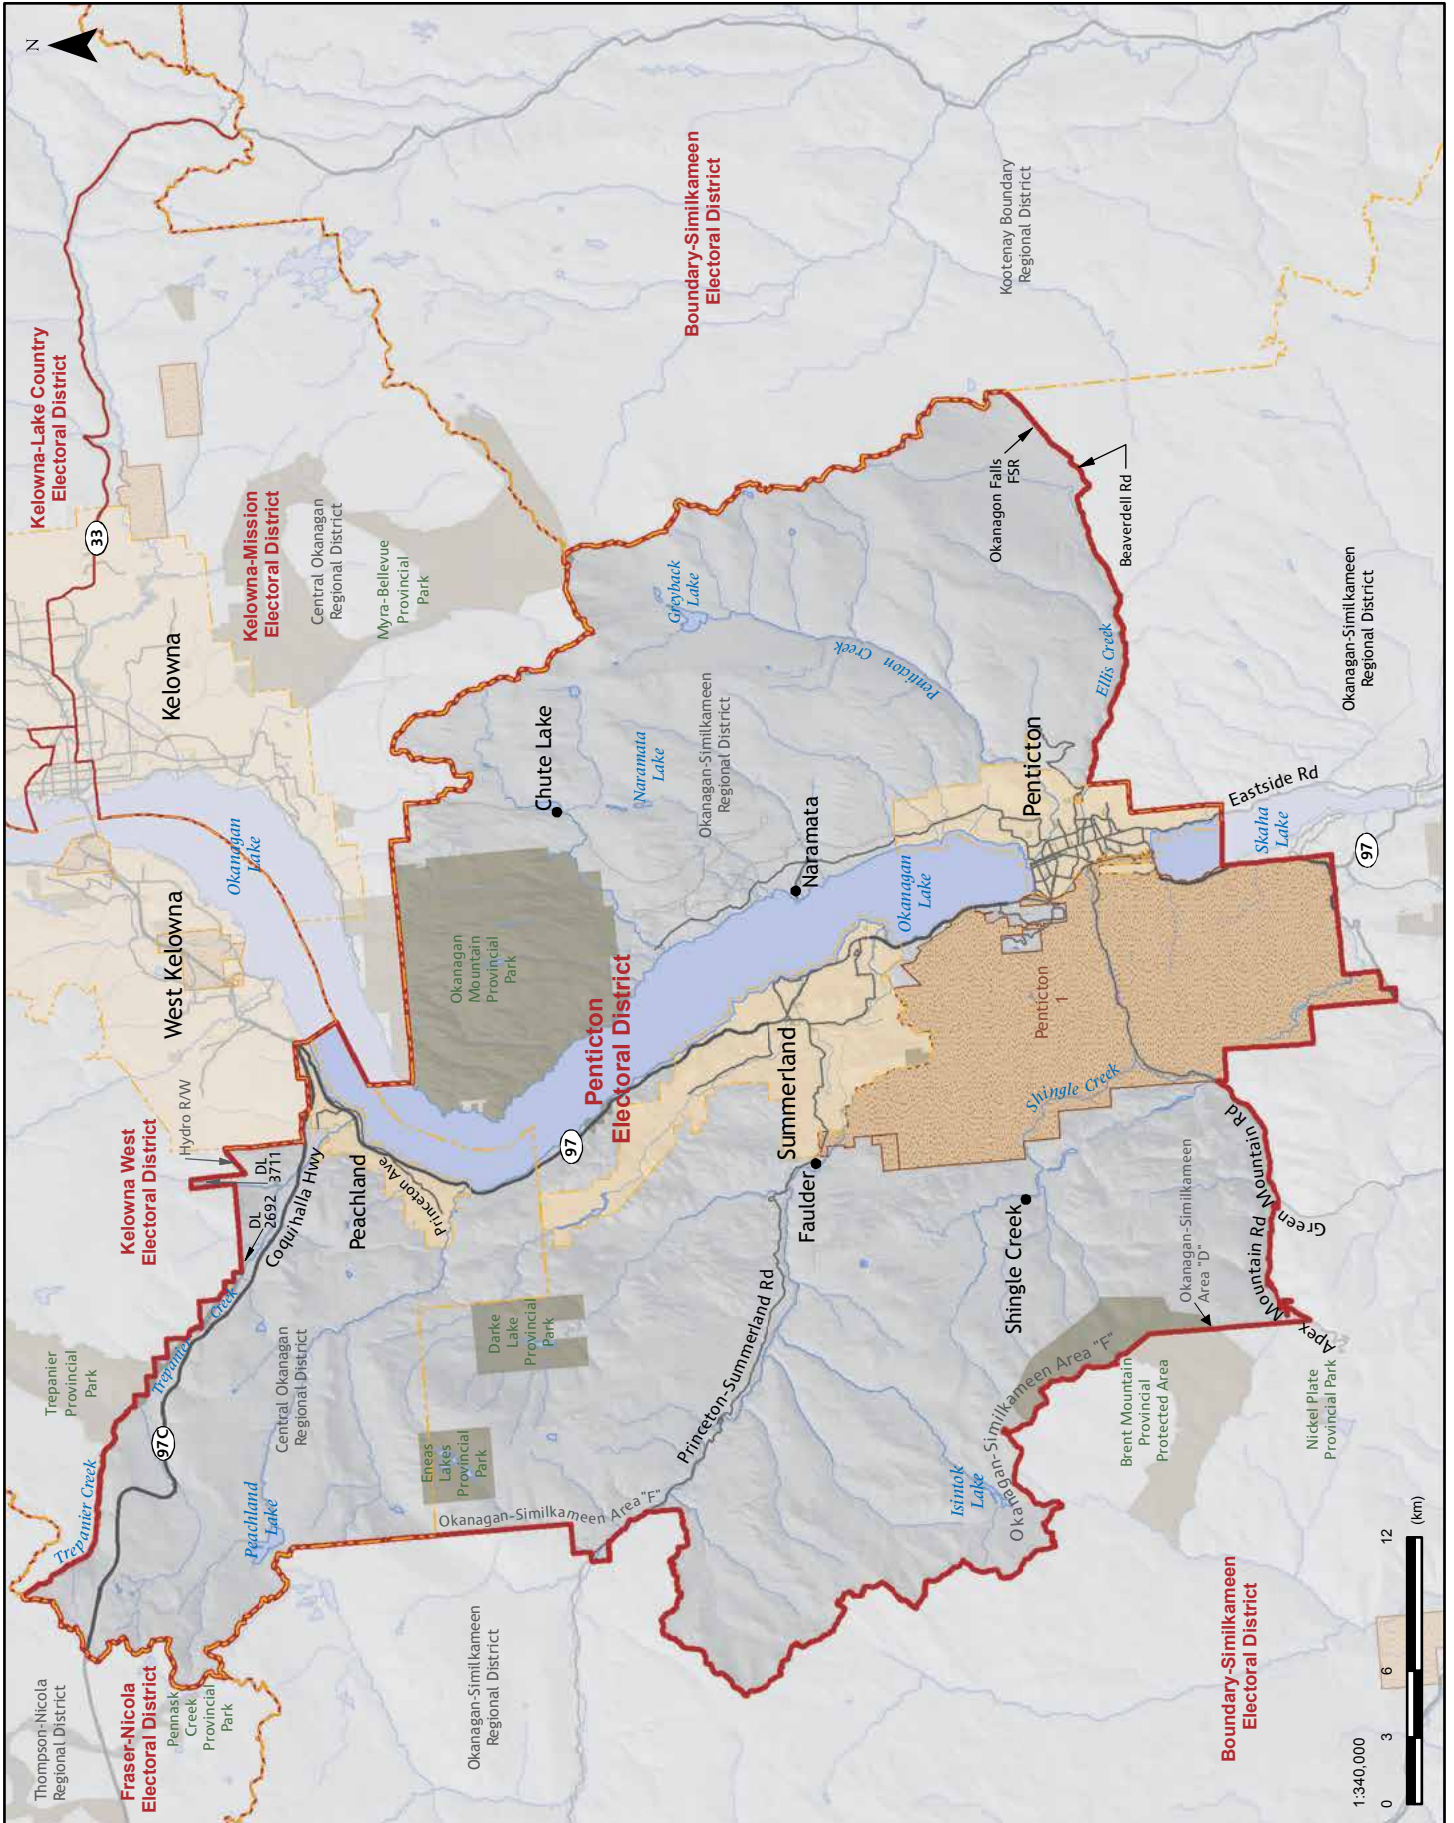 Thompson-Nicola
Regional District
Fraser-Nicola
Electoral District
Pennask
Creek
Provincial
Park
Trepanier Creek
97C
Trepanier
Provincial
Park
Trepanier
Creek
Kelowna West
Electoral District
Hydro R/W
DL
3711
DL
2692
Coquihalla Hwy
West Kelowna
Okanagan
Lake
Kelowna
Kelowna-Lake Country
Electoral District
33
N
Kelowna-Mission
Electoral District
Central Okanagan
Regional District
Myra-Bellevue
Provincial
Park
Peachland
Lake
Central Okanagan
Regional District
Peachland
Princeton Ave
Eneas
Lakes
Provincial
Park
Darke
Lake
Provincial
Park
Okanagan-Similkameen Area "F"
Okanagan-Similkameen
Regional District
Okanagan
Mountain
Provincial
Park
97
Penticton
Electoral District
Chute Lake
Naramata
Lake
Greyback
Lake
Okanagan-Similkameen
Regional District
Boundary-Similkameen
Electoral District
Princeton-Summerland Rd
Faulder
Summerland
Naramata
Okanagan
Lake
Penticton Creek
Isintok
Lake
Okanagan-Similkameen Area "F"
Shingle Creek
Shingle Creek
Penticton
1
Penticton
Okanagon Falls
FSR
Kootenay Boundary
Regional District
Ellis Creek
Beaverdell Rd
Brent Mountain
Provincial
Protected Area
Okanagan-Similkameen
Area "D"
Apex
Mountain Rd
Green Mountain Rd
Nickel Plate
Provincial Park
Eastside Rd
Skaha
Lake
97
Okanagan-Similkameen
Regional District
Boundary-Similkameen
Electoral District
1:340,000
0
3
6
12
(km)